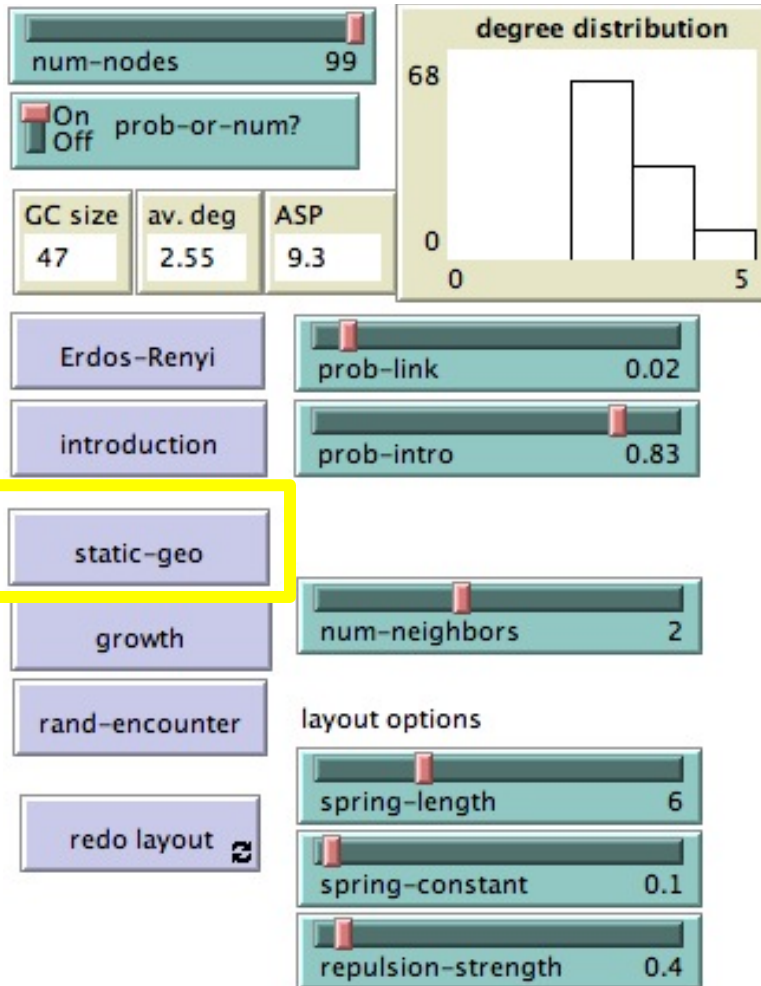 num-nodes 99
On
Off
prob-or-num?
GC size
47
av. deg
2.55
ASP
9.3
degree distribution
68
0
0 5
Erdos-Renyi
prob-link 0.02
introduction
prob-intro 0.83
static-geo
growth
num-neighbors 2
rand-encounter
layout options
spring-length 6
redo layout
spring-constant 0.1
repulsion-strength 0.4